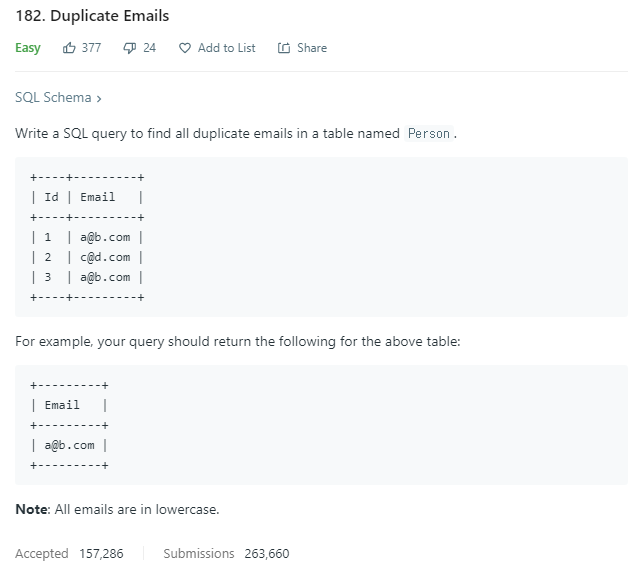 182. Duplicate Emails
Easy 377 24 Add to List Share
SQL Schema >
Write a SQL query to find all duplicate emails in a table named Person.
+----+---------+
| Id | Email   |
+----+---------+
| 1  | a@b.com |
| 2  | c@d.com |
| 3  | a@b.com |
+----+---------+
For example, your query should return the following for the above table:
+---------+
| Email   |
+---------+
| a@b.com |
+---------+
Note: All emails are in lowercase.
Accepted 157,286 Submissions 263,660